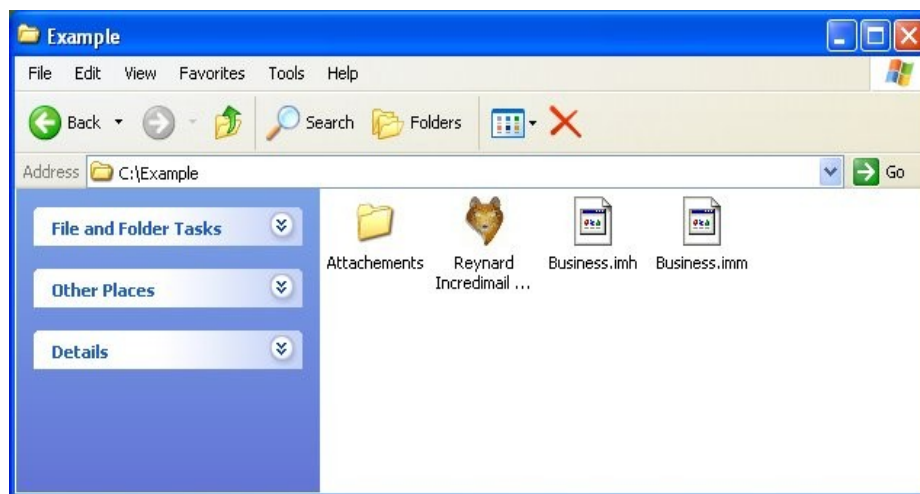 Example
File Edit View Favorites Tools Help
Back Search Folders
Address C:\Example Go
File and Folder Tasks
Other Places
Details
Attachements Reynard Business.imh Business.imm
Incredimail ...